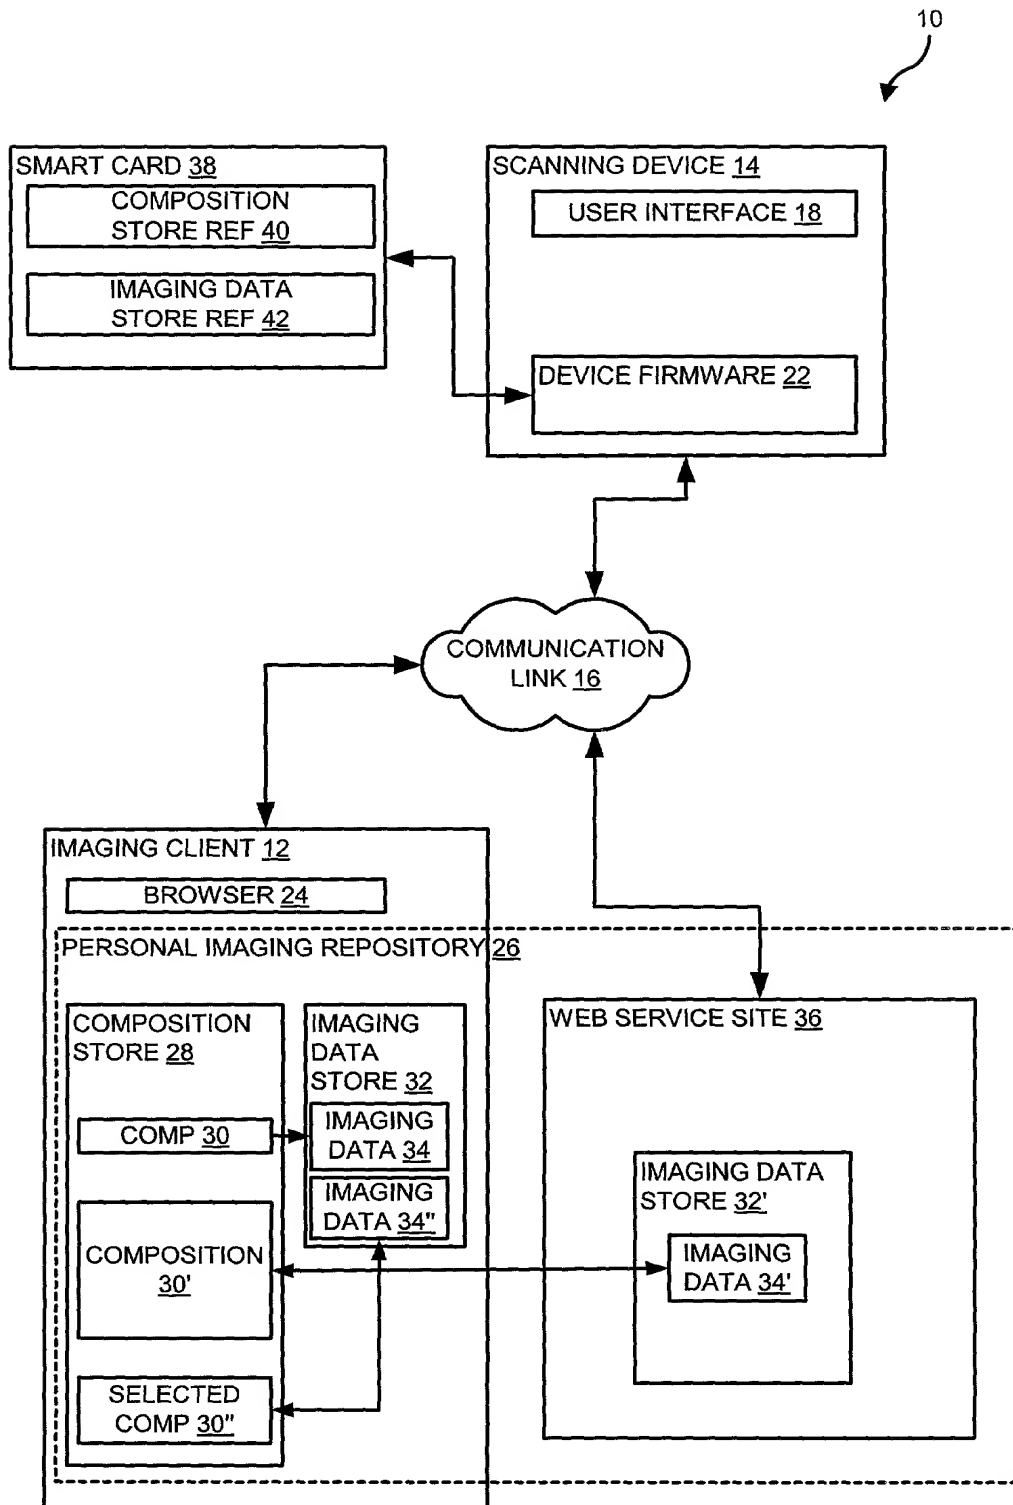 10
SMART CARD 38
COMPOSITION
STORE REF 40
IMAGING DATA
STORE REF 42
SCANNING DEVICE 14
USER INTERFACE 18
DEVICE FIRMWARE 22
COMMUNICATION
LINK 16
IMAGING CLIENT 12
BROWSER 24
PERSONAL IMAGING REPOSITORY 26
COMPOSITION
STORE 28
COMP 30
COMPOSITION
30'
SELECTED
COMP 30"
IMAGING
DATA
STORE 32
IMAGING
DATA 34
IMAGING
DATA 34"
WEB SERVICE SITE 36
IMAGING DATA
STORE 32'
IMAGING
DATA 34'